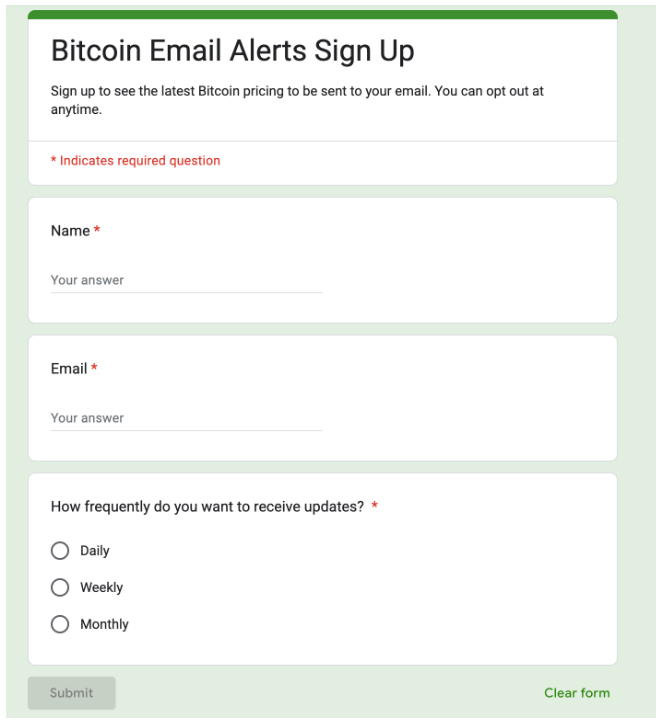 Bitcoin Email Alerts Sign Up
Sign up to see the latest Bitcoin pricing to be sent to your email. You can opt out at
anytime.
* Indicates required question
Name *
Your answer
Email *
Your answer
How frequently do you want to receive updates? *
Daily
Weekly
Monthly
Submit
Clear form